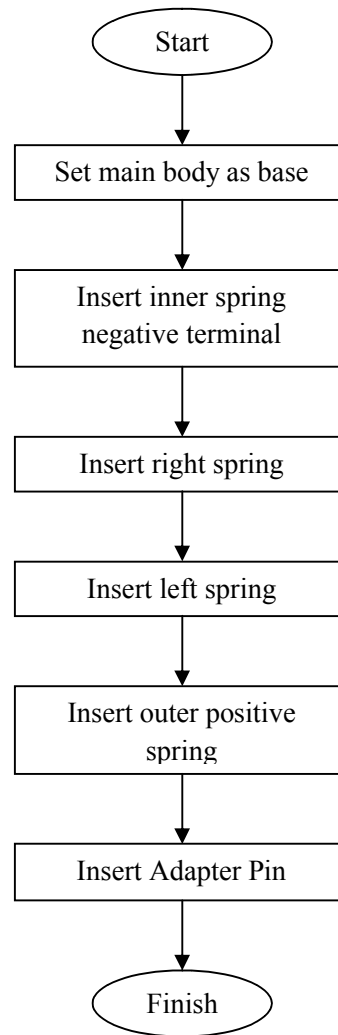 Start
Set main body as base
Insert inner spring
negative terminal
Insert right spring
Insert left spring
Insert outer positive
spring
Insert Adapter Pin
Finish